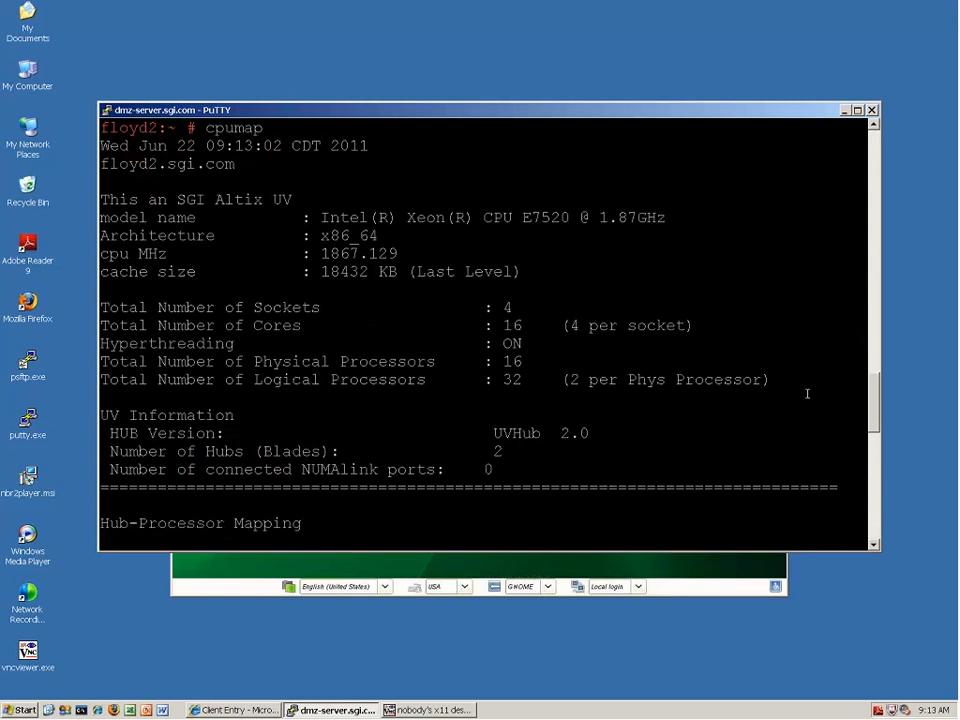 My
Documents
My Computer
My Network
Places
Recycle Bin
Adobe Reader
9
Mozilla Firefox
psftp.exe
putty.exe
nbr2player.msi
Windows
Media Player
Network
Recordi...
vncviewer.exe
dmz-server.sgi.com - PuTTY
floyd2:~ # cpumap
Wed Jun 22 09:13:02 CDT 2011
floyd2.sgi.com
This an SGI Altix UV
model name : Intel(R) Xeon(R) CPU E7520 @ 1.87GHz
Architecture : x86_64
cpu MHz : 1867.129
cache size : 18432 KB (Last Level)
Total Number of Sockets : 4
Total Number of Cores : 16 (4 per socket)
Hyperthreading : ON
Total Number of Physical Processors : 16
Total Number of Logical Processors : 32 (2 per Phys Processor)
UV Information
HUB Version: UVHub 2.0
Number of Hubs (Blades): 2
Number of connected NUMAlink ports: 0
=============================================================================
Hub-Processor Mapping
English (United States) USA GNOME Local login
Start Client Entry - Micro... dmz-server.sgi.c... nobody's x11 des... 9:13 AM